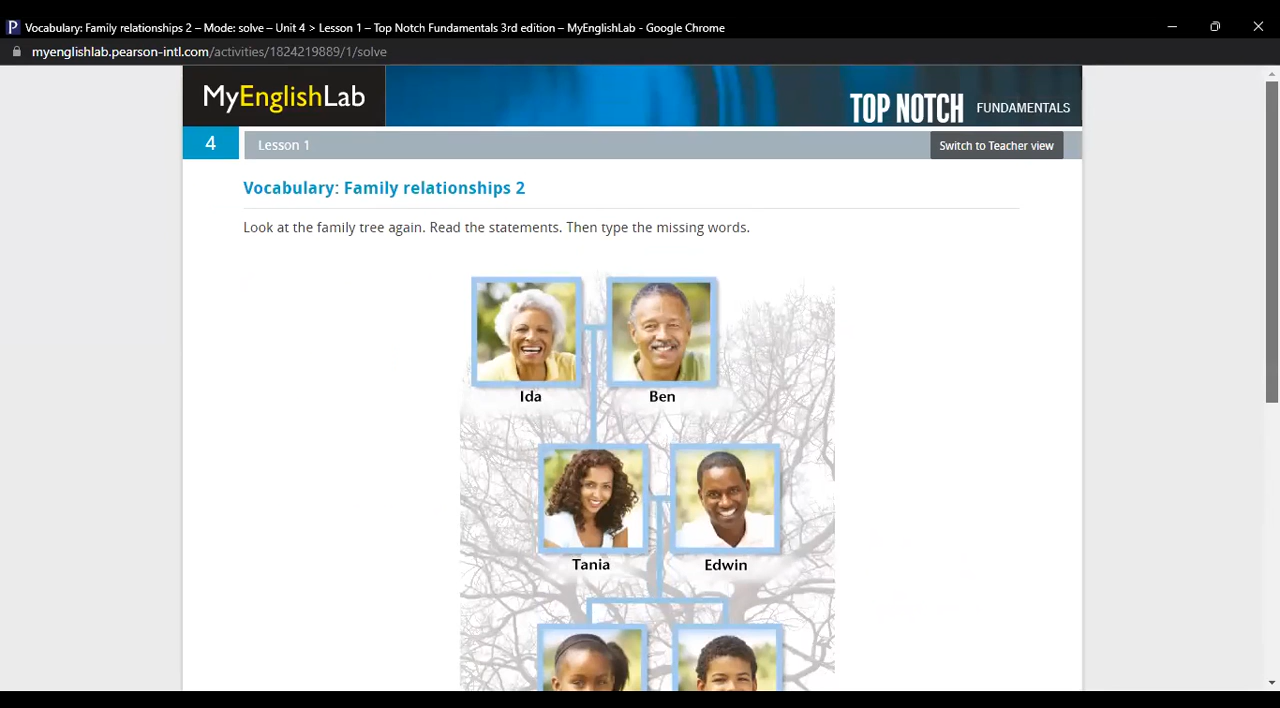 Vocabulary: Family relationships 2 – Mode: solve – Unit 4 > Lesson 1 – Top Notch Fundamentals 3rd edition – MyEnglishLab - Google Chrome
myenglishlab.pearson-intl.com/activities/1824219889/1/solve
MyEnglishLab
TOP NOTCH FUNDAMENTALS
4 Lesson 1 Switch to Teacher view
Vocabulary: Family relationships 2
Look at the family tree again. Read the statements. Then type the missing words.
Ida Ben
Tania Edwin